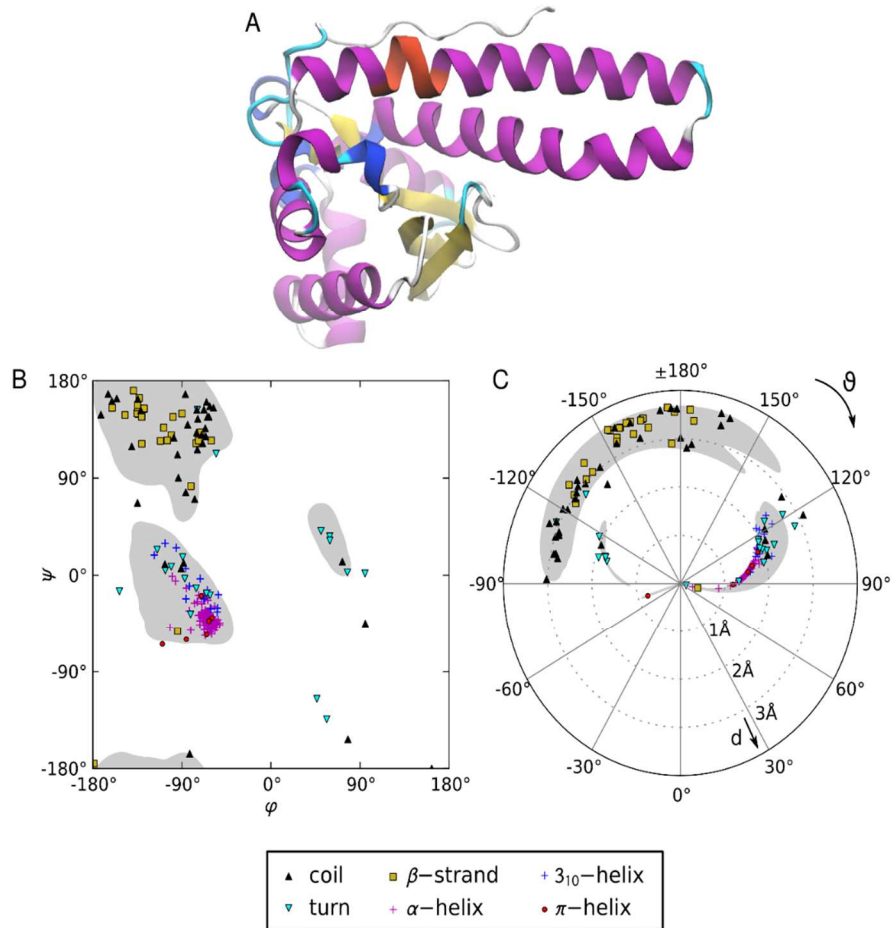 A
B
180°
90°
0°
-90°
-180°
ψ
-180°
-90°
0°
90°
180°
φ
C
±180°
150°
ϑ
120°
90°
60°
30°
0°
-30°
-60°
-90°
-120°
-150°
1Å
2Å
3Å
d
▲ coil
β−strand
3₁₀−helix
turn
α−helix
π−helix